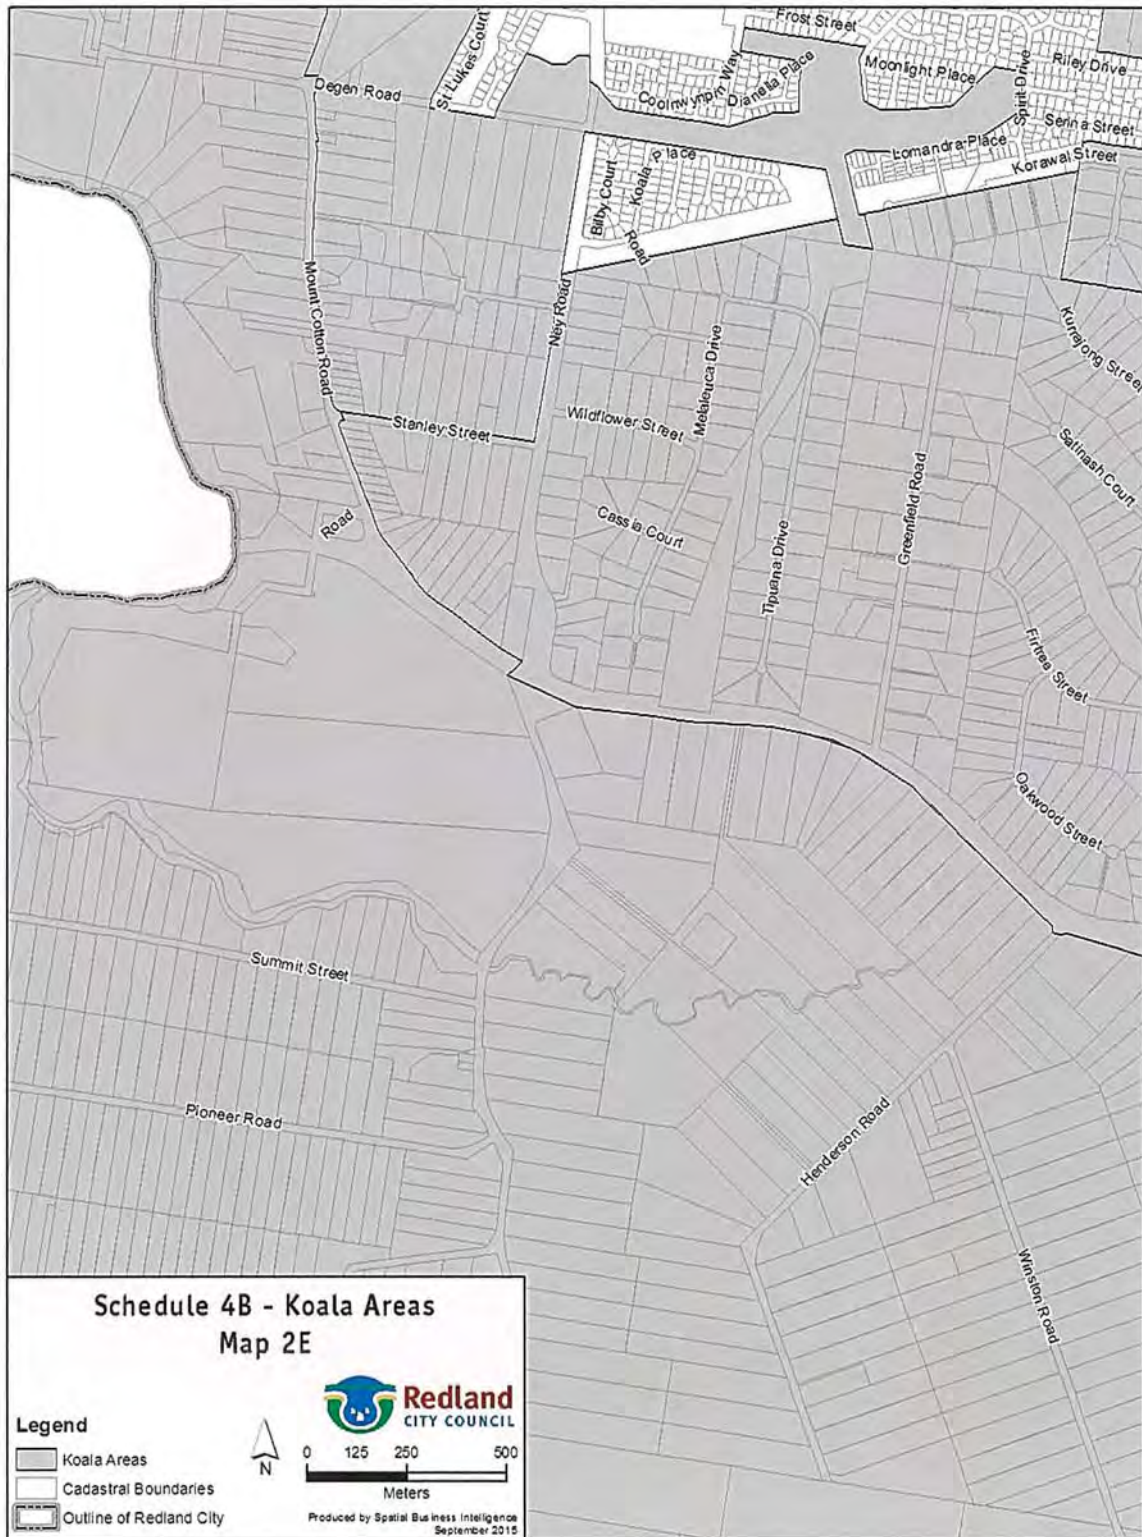 Frost Street
St Lukes Court
Degen Road
Coolnwynpin Way
Dianella Place
Moonlight Place
Spirit Drive
Riley Drive
Serina Street
Lomandra Place
Korawal Street
Bilby Court
Koala Place
Road
Mount Cotton Road
Ney Road
Melaleuca Drive
Kurrejong Street
Stanley Street
Wildflower Street
Satinash Court
Greenfield Road
Road
Cassia Court
Tipuana Drive
Firtree Street
Oakwood Street
Summit Street
Pioneer Road
Henderson Road
Winston Road
Schedule 4B - Koala Areas
Map 2E
Redland
CITY COUNCIL
Legend
Koala Areas
Cadastral Boundaries
Outline of Redland City
N
0 125 250 500
Meters
Produced by Spatial Business Intelligence
September 2015